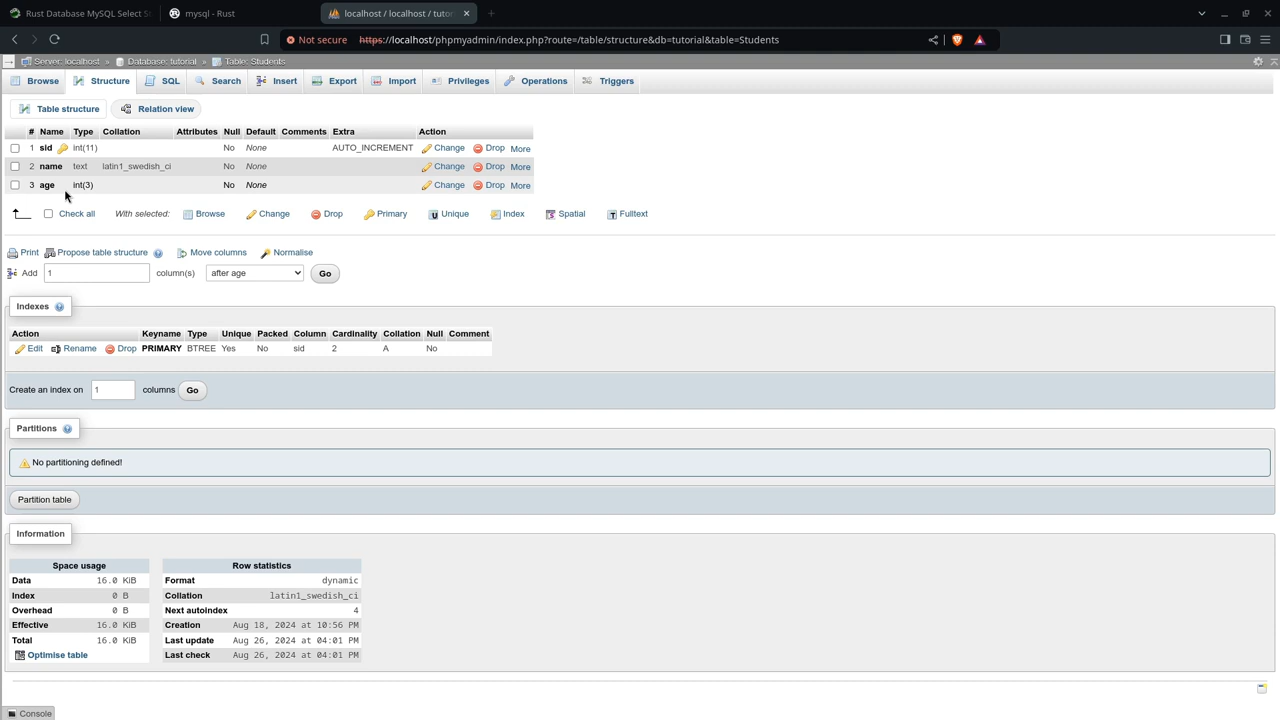 Rust Database MySQL Select S
mysql - Rust
localhost / localhost / tutor
Not secure https://localhost/phpmyadmin/index.php?route=/table/structure&db=tutorial&table=Students
Server: localhost » Database: tutorial » Table: Students
Browse Structure SQL Search Insert Export Import Privileges Operations Triggers
Table structure Relation view
# Name Type Collation Attributes Null Default Comments Extra Action
1 sid int(11) No None AUTO_INCREMENT Change Drop More
2 name text latin1_swedish_ci No None Change Drop More
3 age int(3) No None Change Drop More
Check all With selected: Browse Change Drop Primary Unique Index Spatial Fulltext
Print Propose table structure Move columns Normalise
Add 1 column(s) after age Go
Indexes
Action Keyname Type Unique Packed Column Cardinality Collation Null Comment
Edit Rename Drop PRIMARY BTREE Yes No sid 2 A No
Create an index on 1 columns Go
Partitions
No partitioning defined!
Partition table
Information
Space usage
Data 16.0 KiB
Index 0 B
Overhead 0 B
Effective 16.0 KiB
Total 16.0 KiB
Optimise table
Row statistics
Format dynamic
Collation latin1_swedish_ci
Next autoindex 4
Creation Aug 18, 2024 at 10:56 PM
Last update Aug 26, 2024 at 04:01 PM
Last check Aug 26, 2024 at 04:01 PM
Console